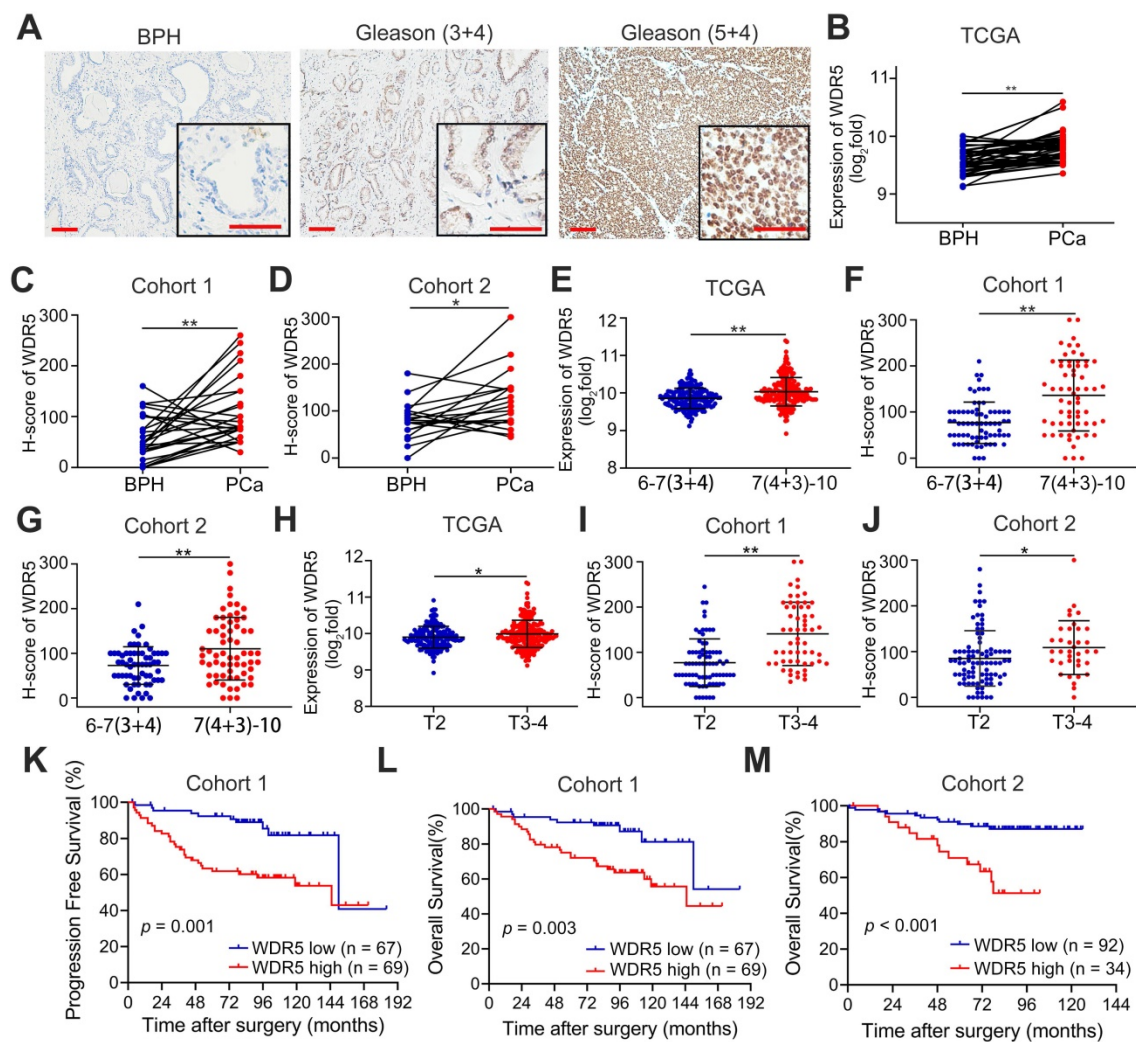 A
BPH
Gleason (3+4)
Gleason (5+4)
B
TCGA
Expression of WDR5
(log2fold)
11
10
9
**
BPH
PCa
C
Cohort 1
H-score of WDR5
300
200
100
0
**
BPH
PCa
D
Cohort 2
H-score of WDR5
300
200
100
0
*
BPH
PCa
E
TCGA
Expression of WDR5
(log2fold)
12
11
10
9
8
**
6-7(3+4)
7(4+3)-10
F
Cohort 1
H-score of WDR5
300
200
100
0
**
6-7(3+4)
7(4+3)-10
G
Cohort 2
H-score of WDR5
300
200
100
0
**
6-7(3+4)
7(4+3)-10
H
TCGA
Expression of WDR5
(log2fold)
12
11
10
9
8
*
T2
T3-4
I
Cohort 1
H-score of WDR5
300
200
100
0
**
T2
T3-4
J
Cohort 2
H-score of WDR5
300
200
100
0
*
T2
T3-4
K
Cohort 1
Progression Free Survival (%)
100
80
60
40
20
0
p = 0.001
WDR5 low (n = 67)
WDR5 high (n = 69)
0 24 48 72 96 120 144 168 192
Time after surgery (months)
L
Cohort 1
Overall Survival(%)
100
80
60
40
20
0
p = 0.003
WDR5 low (n = 67)
WDR5 high (n = 69)
0 24 48 72 96 120 144 168 192
Time after surgery (months)
M
Cohort 2
Overall Survival(%)
100
80
60
40
20
0
p < 0.001
WDR5 low (n = 92)
WDR5 high (n = 34)
0 24 48 72 96 120 144
Time after surgery (months)